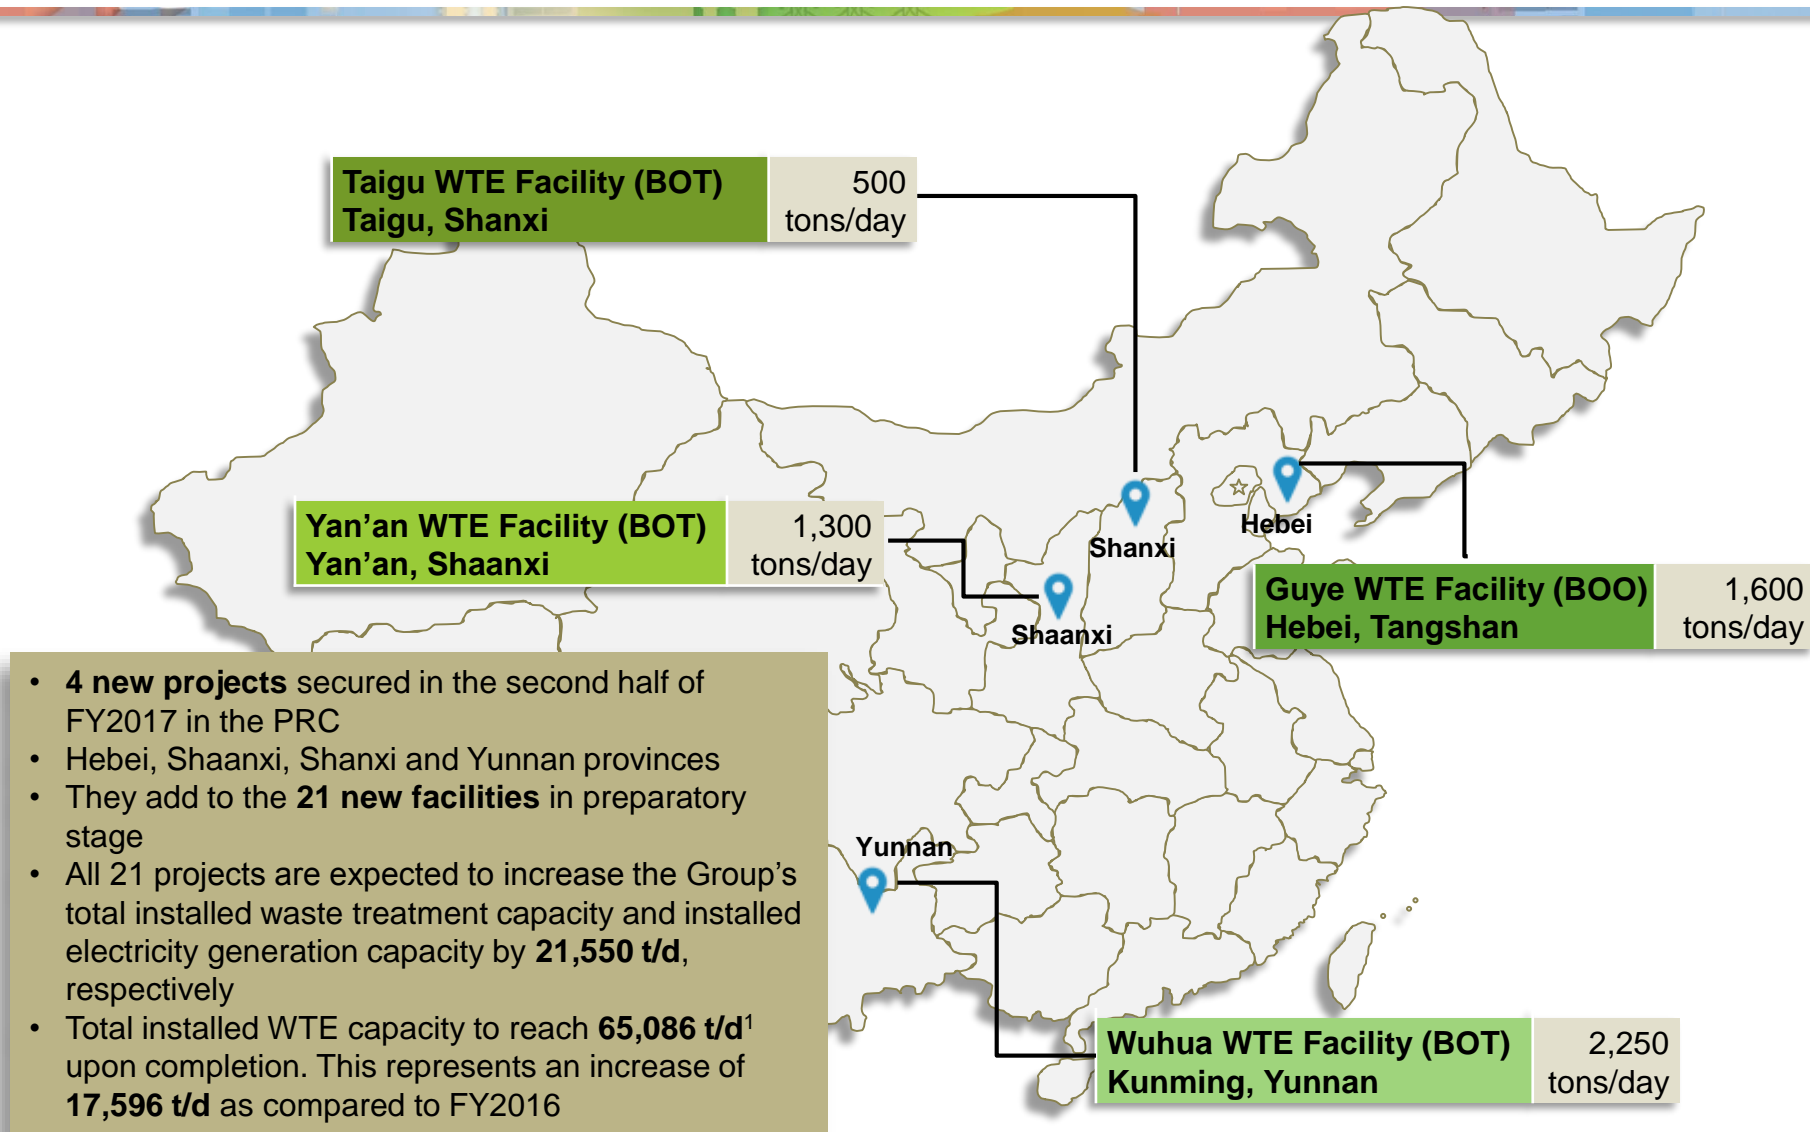 Taigu WTE Facility (BOT)
Taigu, Shanxi
500
tons/day
Yan’an WTE Facility (BOT)
Yan’an, Shaanxi
1,300
tons/day
Shanxi
Hebei
Shaanxi
Guye WTE Facility (BOO)
Hebei, Tangshan
1,600
tons/day
• 4 new projects secured in the second half of
FY2017 in the PRC
• Hebei, Shaanxi, Shanxi and Yunnan provinces
• They add to the 21 new facilities in preparatory
stage
• All 21 projects are expected to increase the Group’s
total installed waste treatment capacity and installed
electricity generation capacity by 21,550 t/d,
respectively
• Total installed WTE capacity to reach 65,086 t/d¹
upon completion. This represents an increase of
17,596 t/d as compared to FY2016
Yunnan
Wuhua WTE Facility (BOT)
Kunming, Yunnan
2,250
tons/day